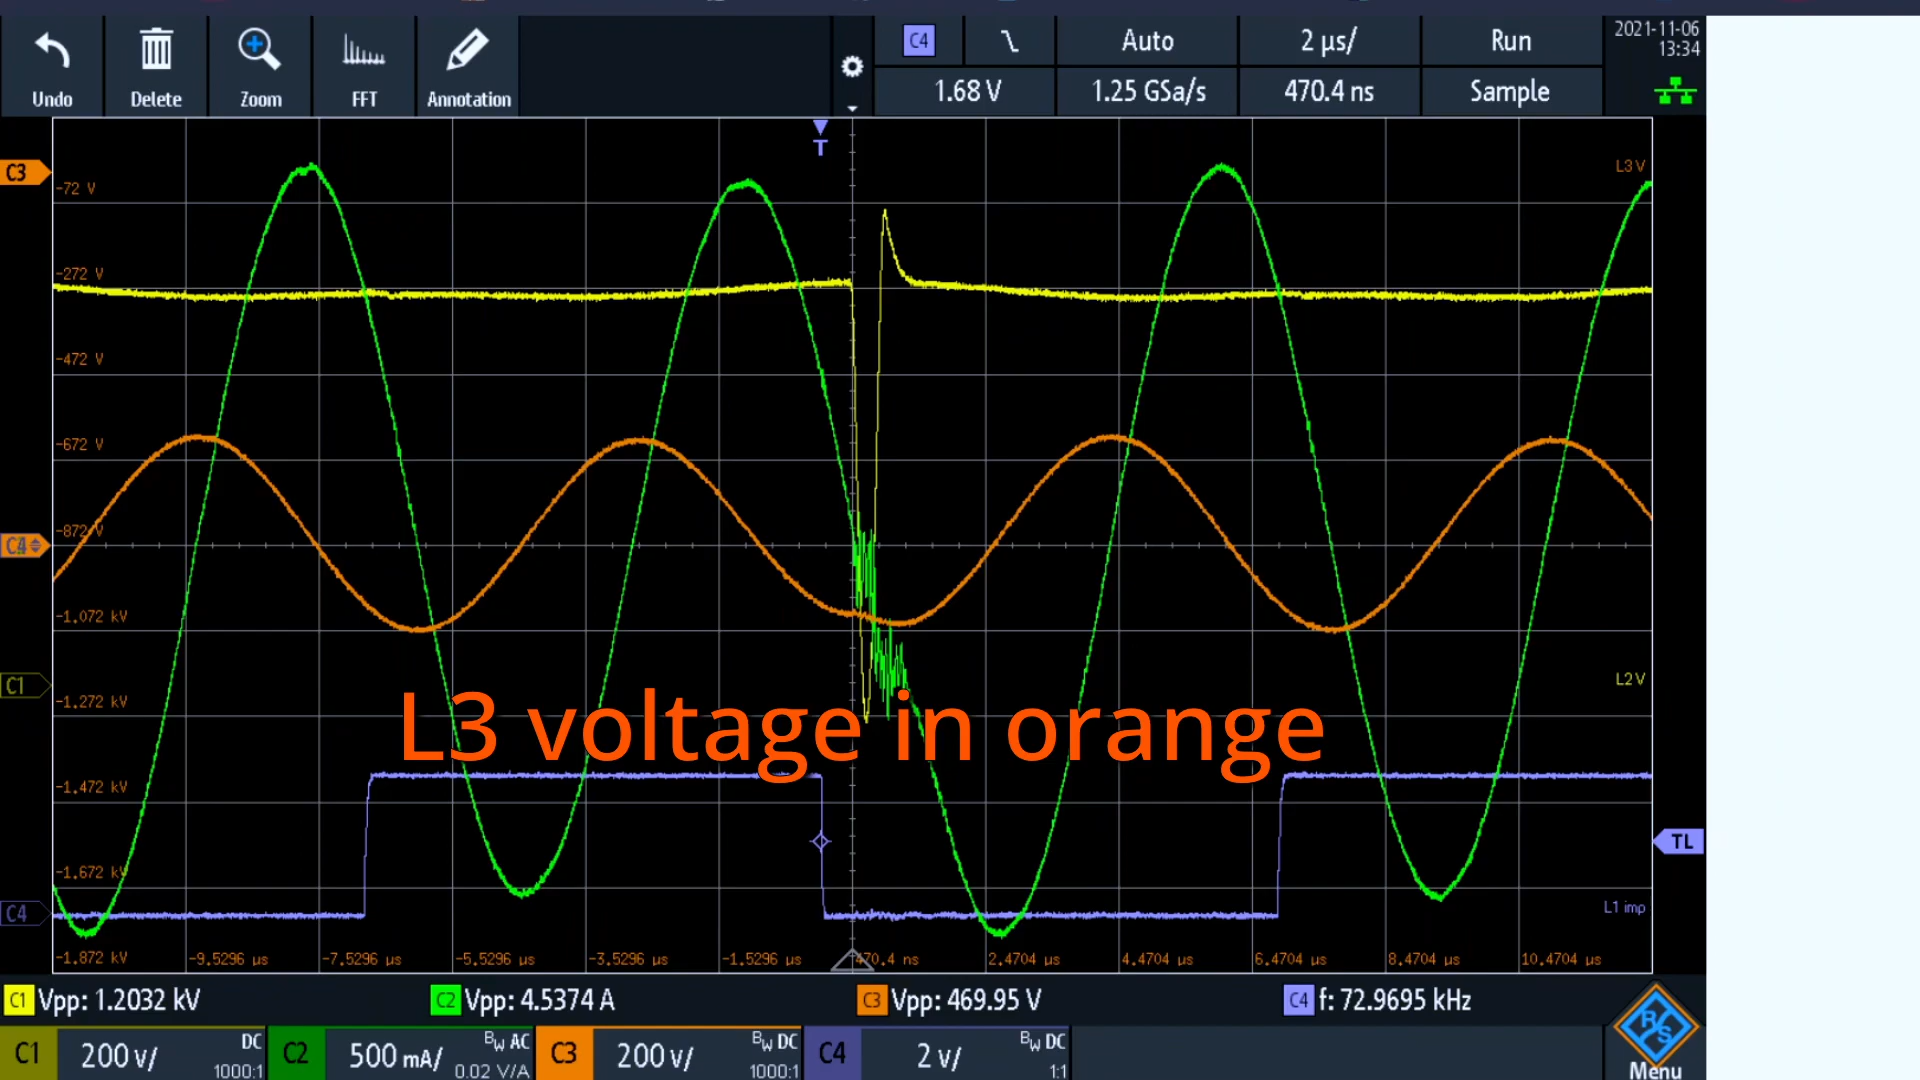 C4
Auto
2 µs/
Run
2021-11-06
13:34
Undo
Delete
Zoom
FFT
Annotation
1.68 V
1.25 GSa/s
470.4 ns
Sample
T
C3
-72 V
L3 V
-272 V
-472 V
-672 V
-872 V
C4
-1.072 kV
C1
-1.272 kV
L2 V
L3 voltage in orange
-1.472 kV
TL
-1.672 kV
C4
L1 imp
-1.872 kV
-9.5296 µs
-7.5296 µs
-5.5296 µs
-3.5296 µs
-1.5296 µs
470.4 ns
2.4704 µs
4.4704 µs
6.4704 µs
8.4704 µs
10.4704 µs
C1 Vpp: 1.2032 kV
C2 Vpp: 4.5374 A
C3 Vpp: 469.95 V
C4 f: 72.9695 kHz
C1 200 V/ DC 1000:1
C2 500 mA/ BW AC 0.02 V/A
C3 200 V/ BW DC 1000:1
C4 2 V/ BW DC 1:1
R&S
Menu